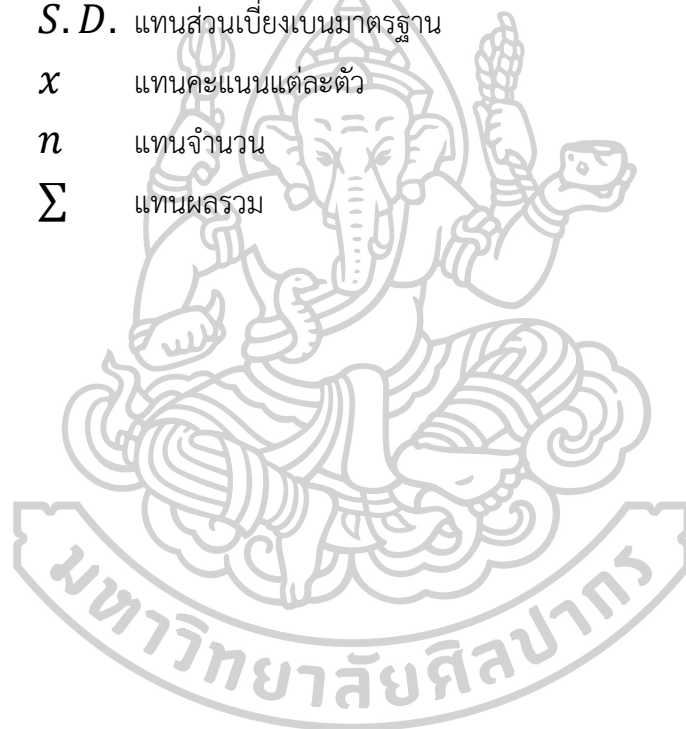 S. D. แทนส่วนเบี่ยงเบนมาตรฐาน
x แทนคะแนนแต่ละตัว
n แทนจำนวน
∑ แทนผลรวม
มหาวิทยาลัยศิลปากร